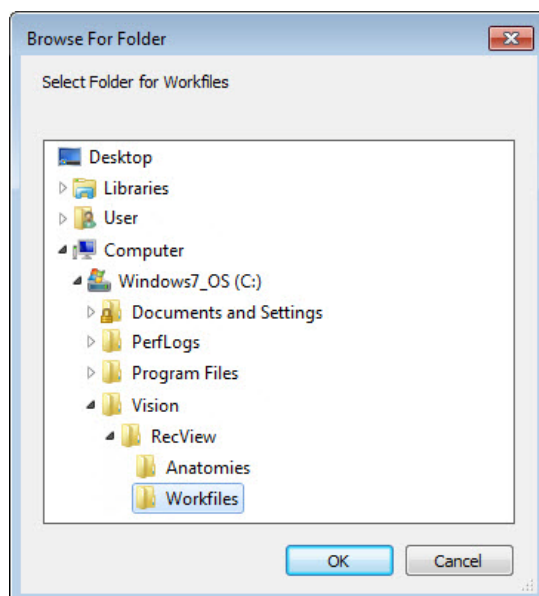 Browse For Folder
Select Folder for Workfiles
Desktop
Libraries
User
Computer
Windows7_OS (C:)
Documents and Settings
PerfLogs
Program Files
Vision
RecView
Anatomies
Workfiles
OK Cancel